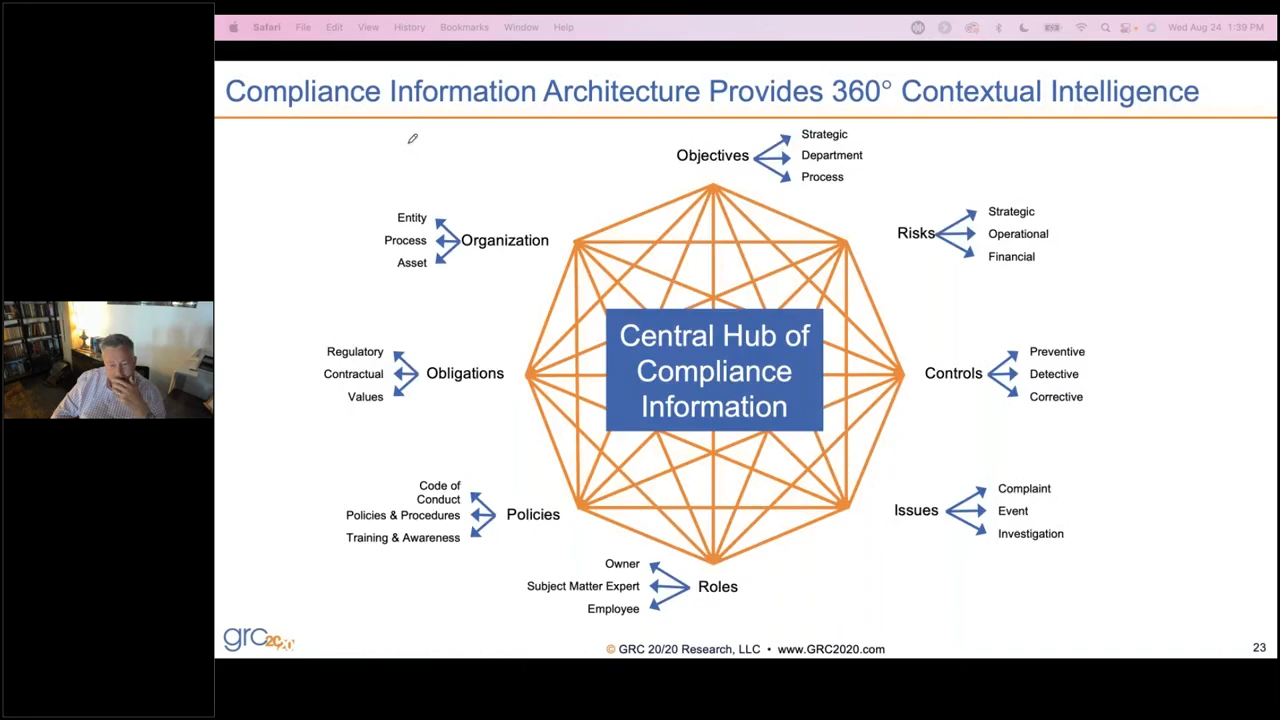 Safari File Edit View History Bookmarks Window Help Wed Aug 24 1:39 PM
Compliance Information Architecture Provides 360° Contextual Intelligence
Objectives
Strategic
Department
Process
Risks
Strategic
Operational
Financial
Controls
Preventive
Detective
Corrective
Issues
Complaint
Event
Investigation
Roles
Owner
Subject Matter Expert
Employee
Policies
Code of
Conduct
Policies & Procedures
Training & Awareness
Obligations
Regulatory
Contractual
Values
Organization
Entity
Process
Asset
Central Hub of
Compliance
Information
grc2020
© GRC 20/20 Research, LLC • www.GRC2020.com
23